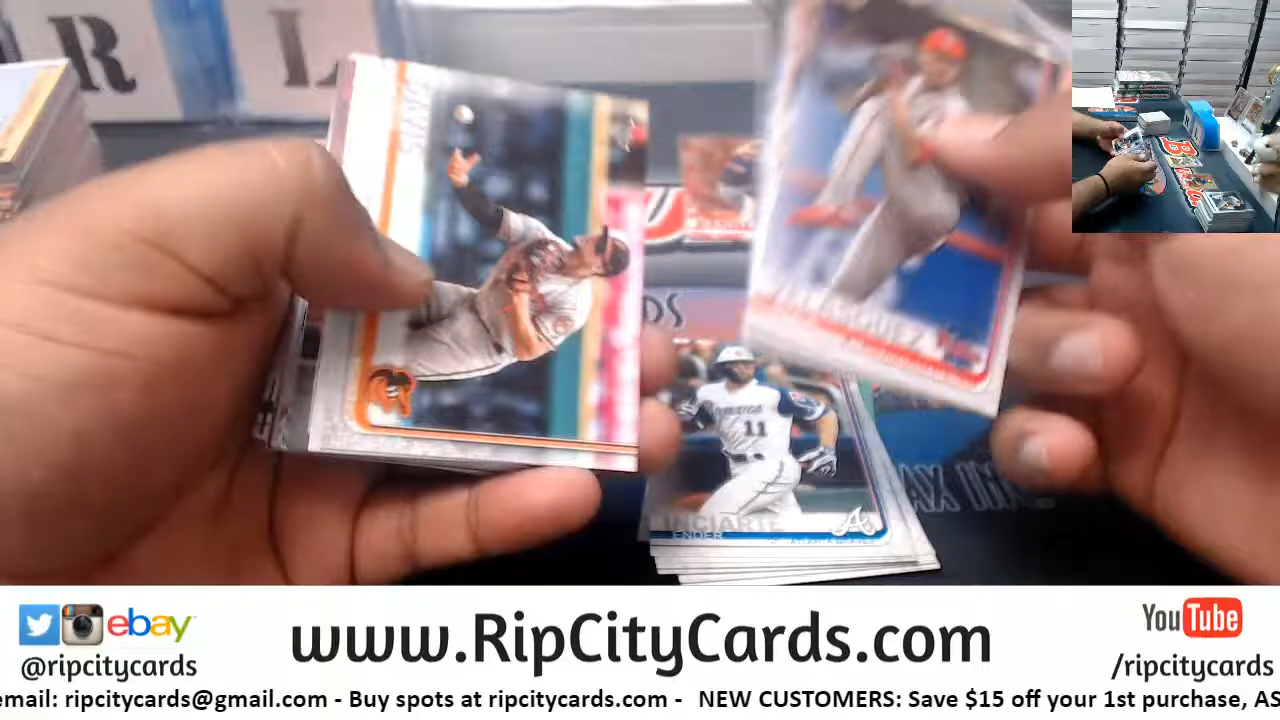 R L
INCIARTE
ENDER
11
ebay
@ripcitycards
www.RipCityCards.com
YouTube
/ripcitycards
email: ripcitycards@gmail.com - Buy spots at ripcitycards.com - NEW CUSTOMERS: Save $15 off your 1st purchase, AS